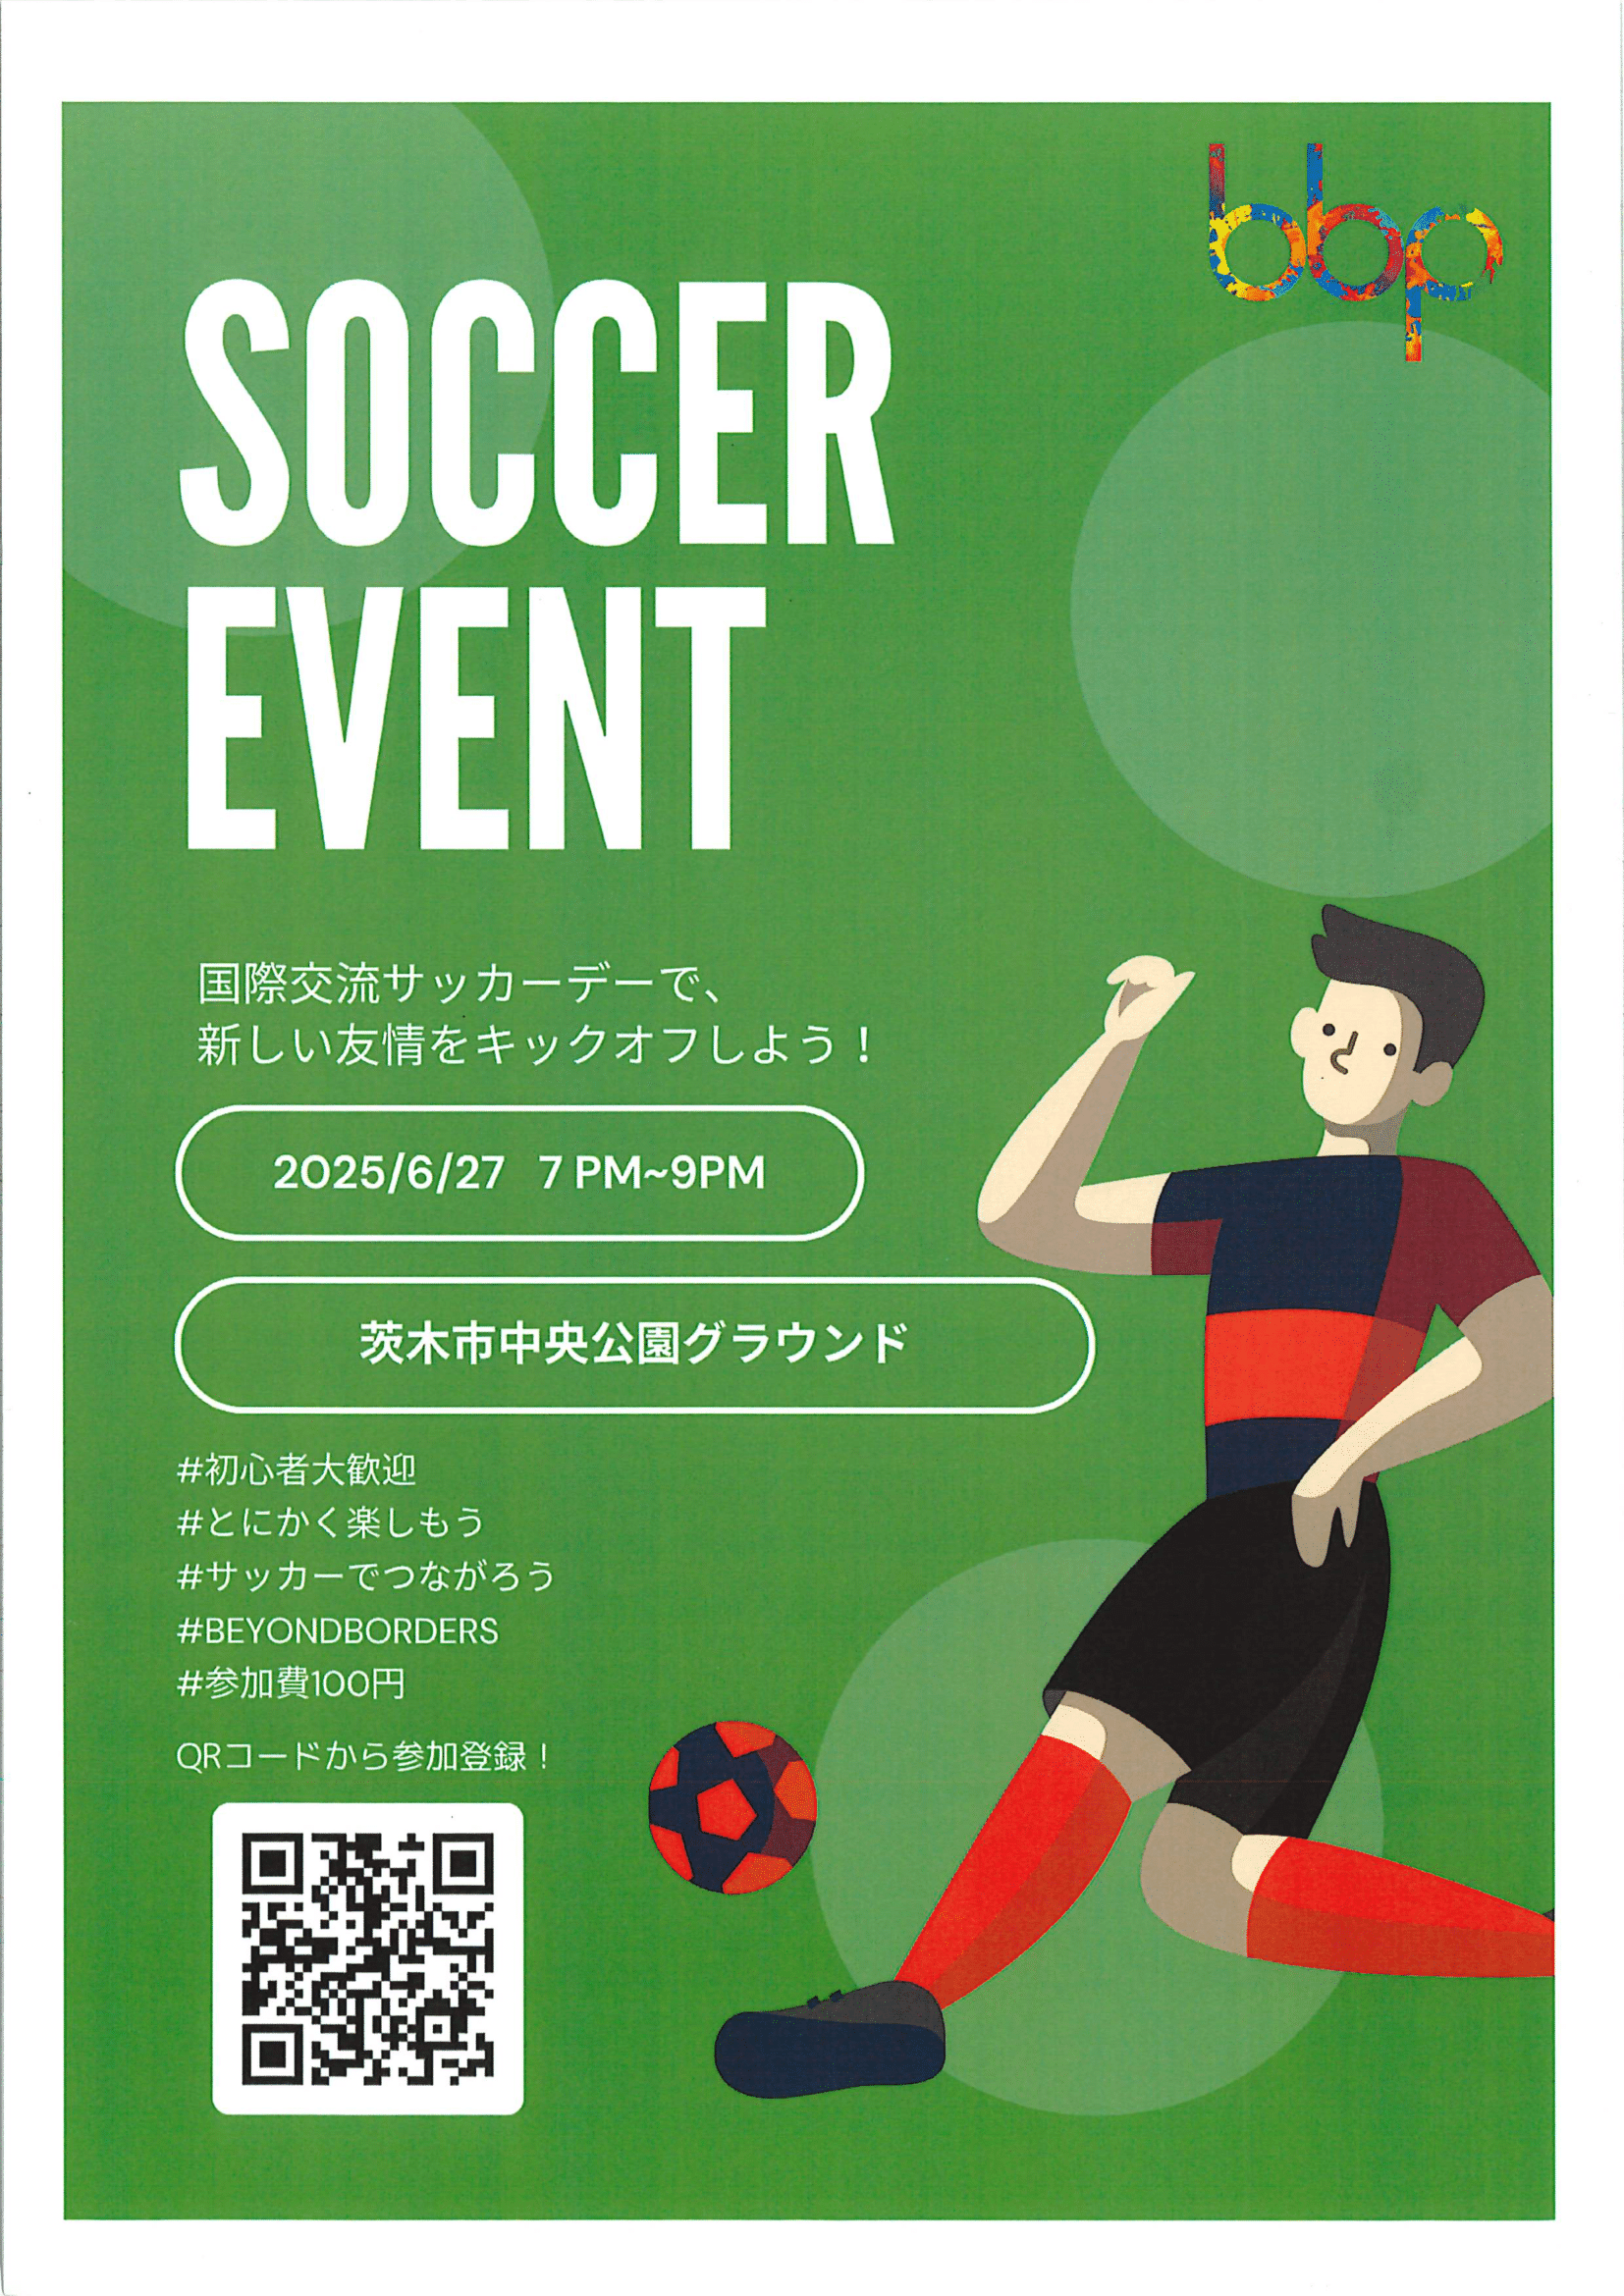 bbp
SOCCER
EVENT
国際交流サッカーデーで、
新しい友情をキックオフしよう！
2025/6/27 7 PM~9PM
茨木市中央公園グラウンド
#初心者大歓迎
#とにかく楽しもう
#サッカーでつながろう
#BEYONDBORDERS
#参加費100円
QRコードから参加登録！